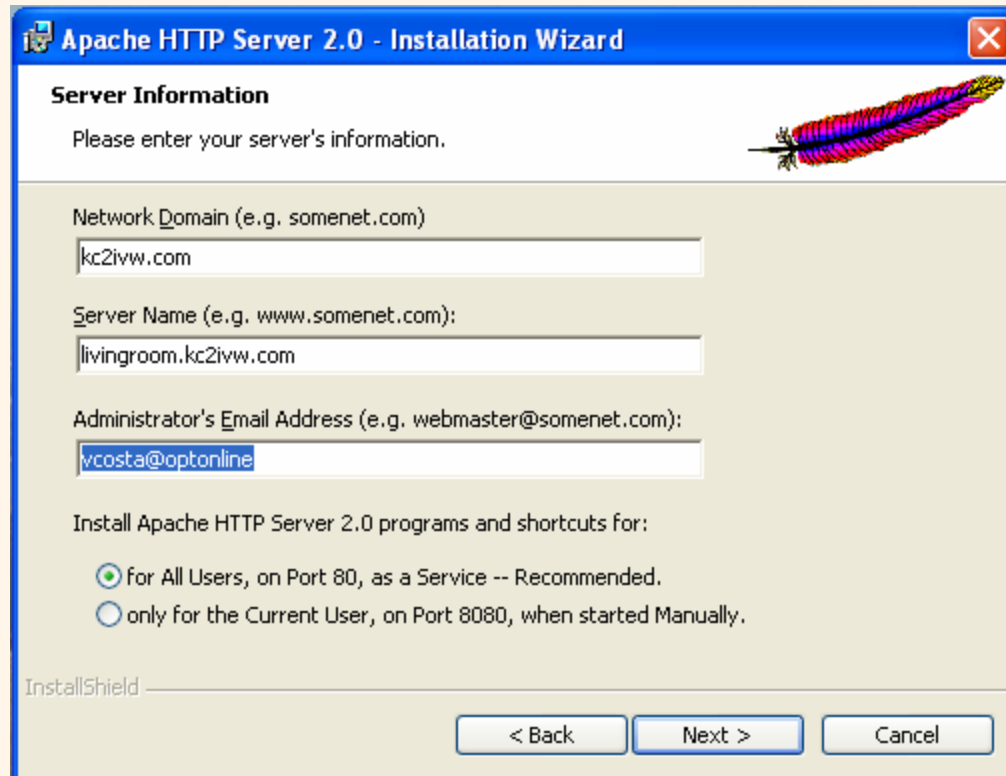 Apache HTTP Server 2.0 - Installation Wizard
Server Information
Please enter your server's information.
Network Domain (e.g. somenet.com)
kc2ivw.com
Server Name (e.g. www.somenet.com):
livingroom.kc2ivw.com
Administrator's Email Address (e.g. webmaster@somenet.com):
vcosta@optonline
Install Apache HTTP Server 2.0 programs and shortcuts for:
for All Users, on Port 80, as a Service -- Recommended.
only for the Current User, on Port 8080, when started Manually.
InstallShield
< Back
Next >
Cancel